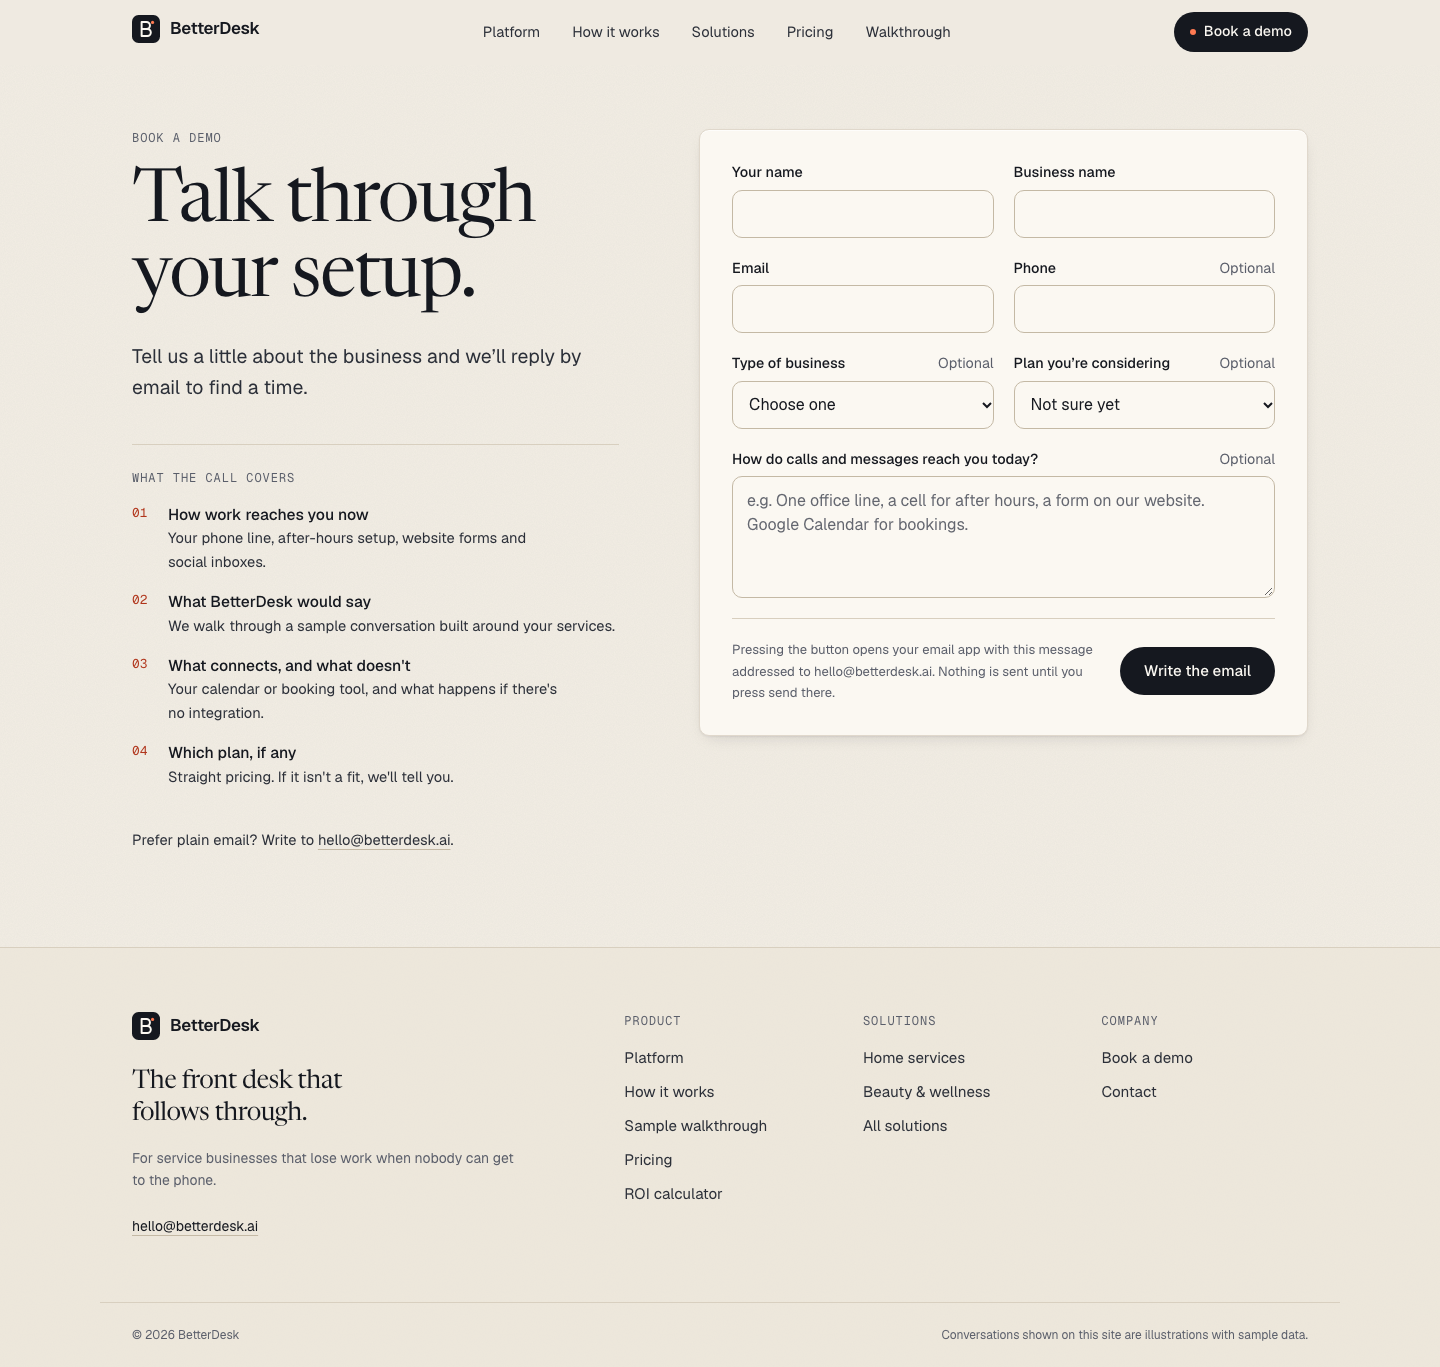 BetterDesk
Platform
How it works
Solutions
Pricing
Walkthrough
Book a demo
BOOK A DEMO
Talk through
your setup.
Tell us a little about the business and we’ll reply by
email to find a time.
WHAT THE CALL COVERS
01
How work reaches you now
Your phone line, after-hours setup, website forms and
social inboxes.
02
What BetterDesk would say
We walk through a sample conversation built around your services.
03
What connects, and what doesn't
Your calendar or booking tool, and what happens if there's
no integration.
04
Which plan, if any
Straight pricing. If it isn't a fit, we'll tell you.
Prefer plain email? Write to hello@betterdesk.ai.
Your name
Business name
Email
Phone Optional
Type of business Optional
Plan you’re considering Optional
Choose one
Not sure yet
How do calls and messages reach you today? Optional
e.g. One office line, a cell for after hours, a form on our website.
Google Calendar for bookings.
Pressing the button opens your email app with this message
addressed to hello@betterdesk.ai. Nothing is sent until you
press send there.
Write the email
BetterDesk
The front desk that
follows through.
For service businesses that lose work when nobody can get
to the phone.
hello@betterdesk.ai
PRODUCT
Platform
How it works
Sample walkthrough
Pricing
ROI calculator
SOLUTIONS
Home services
Beauty & wellness
All solutions
COMPANY
Book a demo
Contact
© 2026 BetterDesk
Conversations shown on this site are illustrations with sample data.